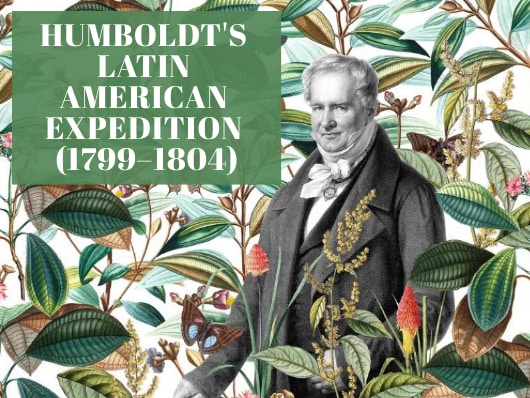 HUMBOLDT'S
LATIN
AMERICAN
EXPEDITION
(1799–1804)